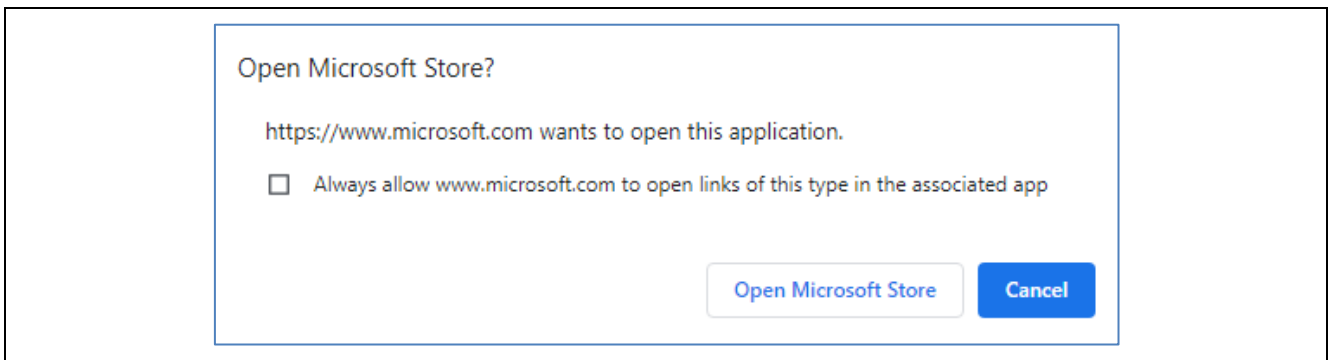 Open Microsoft Store?
https://www.microsoft.com wants to open this application.
Always allow www.microsoft.com to open links of this type in the associated app
Open Microsoft Store Cancel